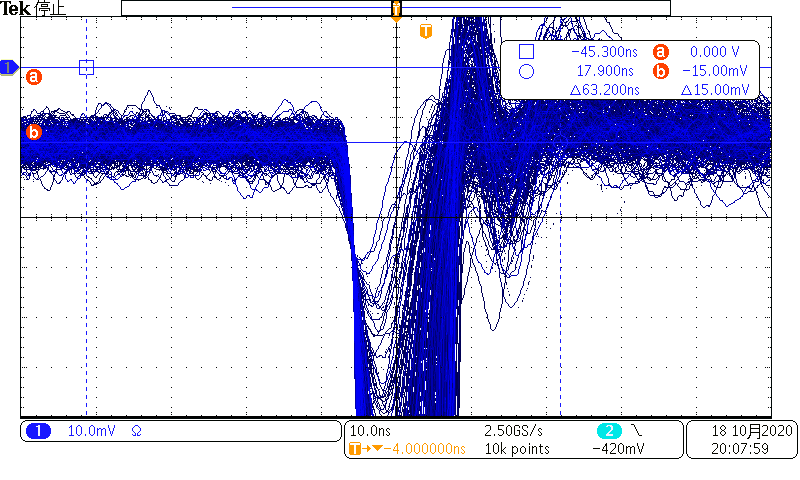 Tek 停止
T
T
1
a
b
−45.300ns a 0.000 V
17.900ns b −15.00mV
△63.200ns △15.00mV
1 10.0mV Ω
10.0ns 2.50GS/s 2
T→▼−4.000000ns 10k points −420mV
18 10月2020
20:07:59